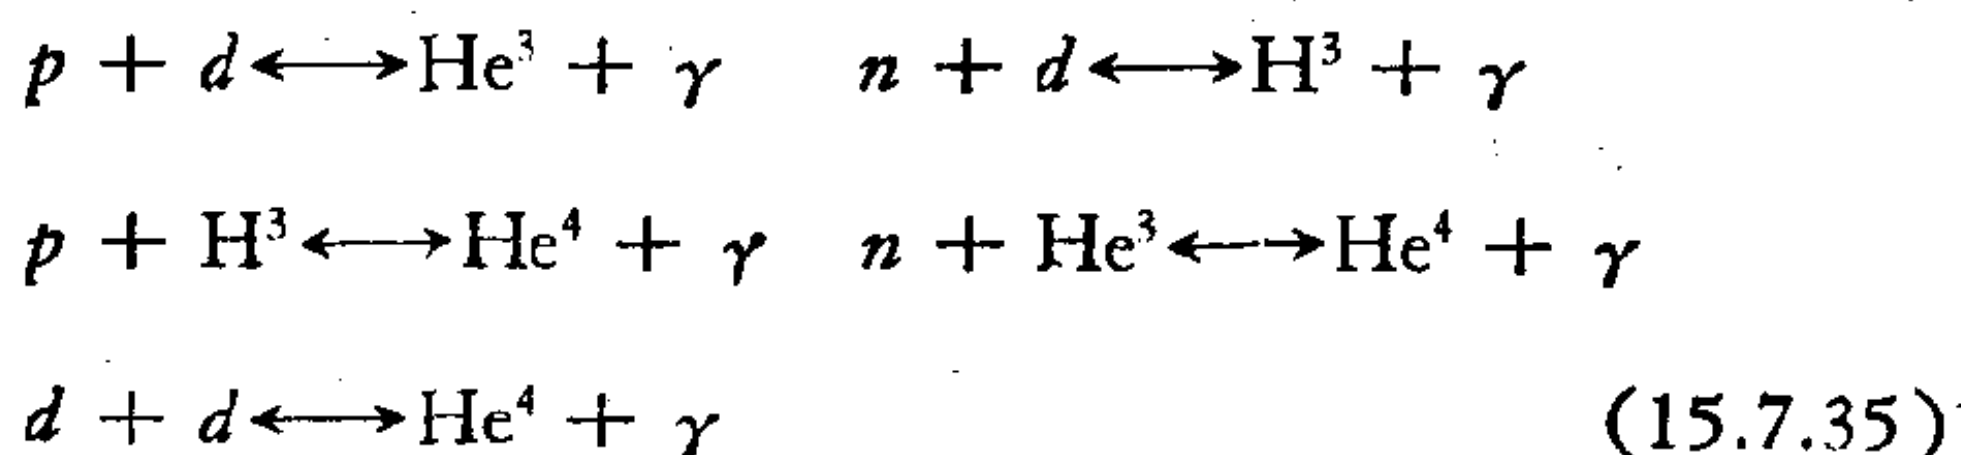 p + d ⟷ He³ + γ n + d ⟷ H³ + γ
p + H³ ⟷ He⁴ + γ n + He³ ⟷ He⁴ + γ
d + d ⟷ He⁴ + γ (15.7.35)